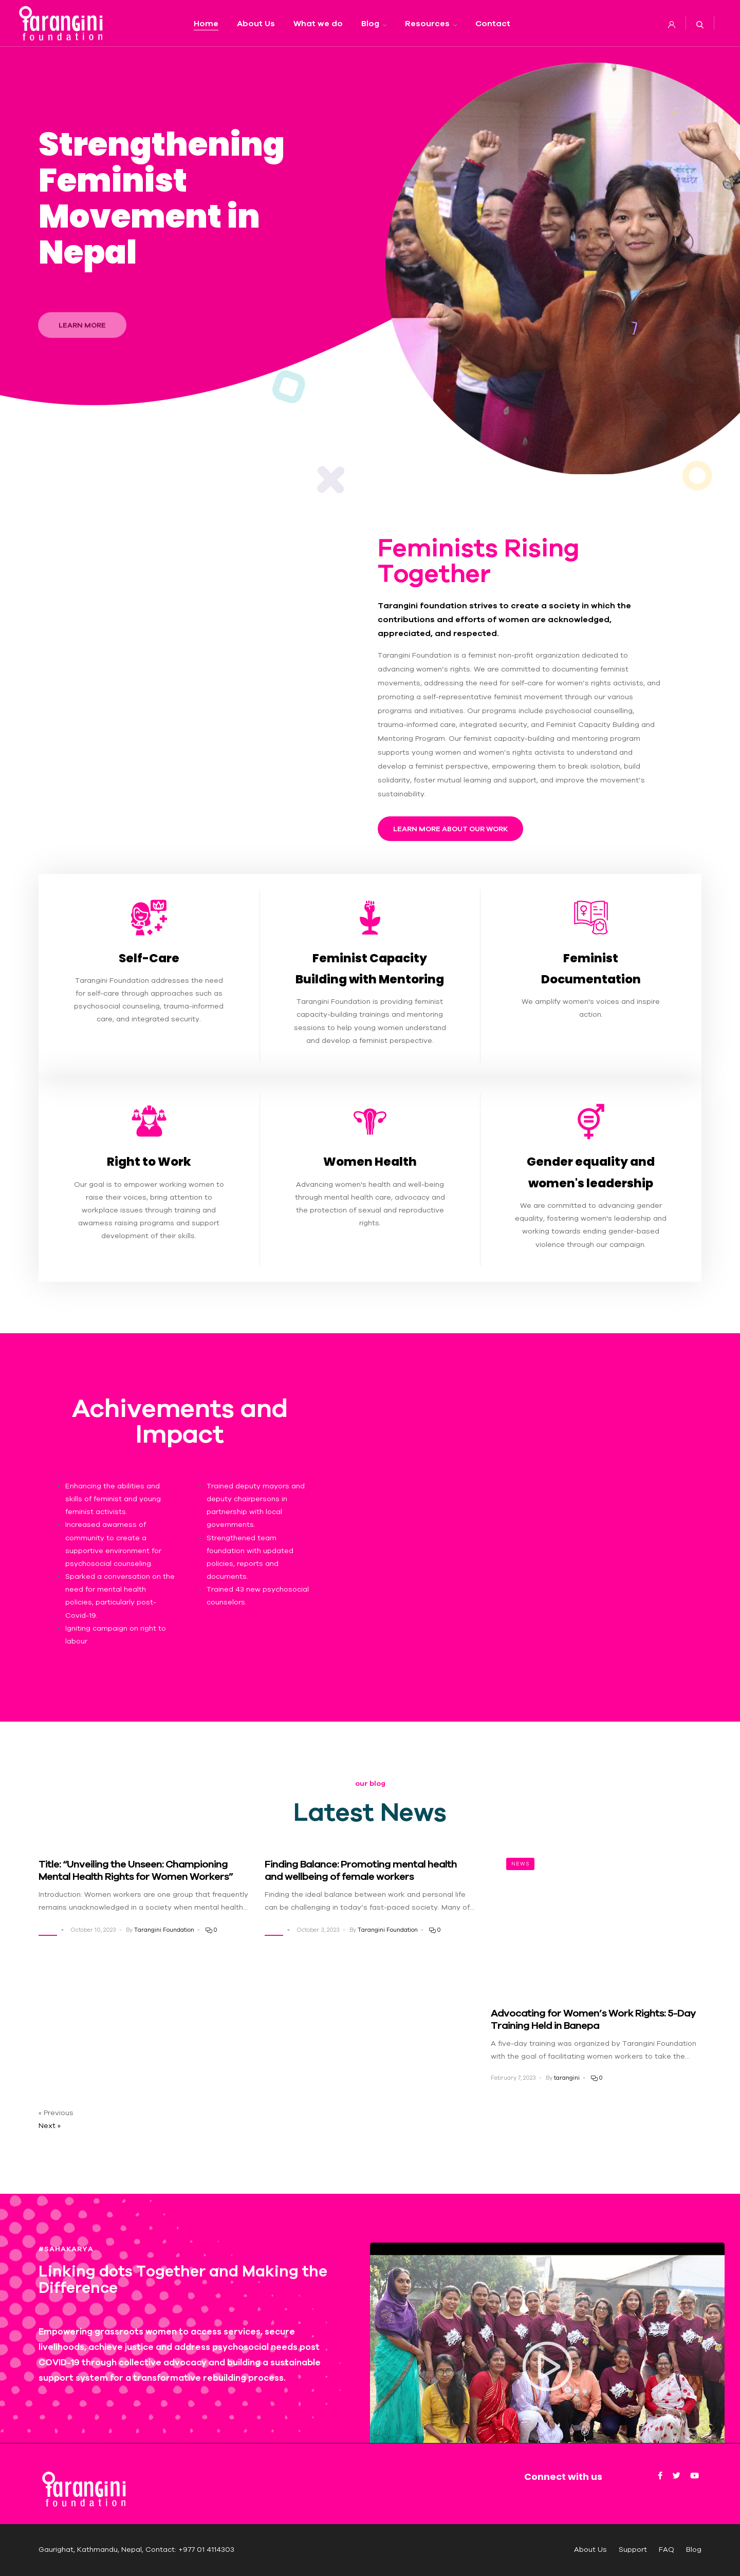 Tarangini
foundation
Home
About Us
What we do
Blog
Resources
Contact
Strengthening
Feminist
Movement in
Nepal
LEARN MORE
Feminists Rising
Together
Tarangini foundation strives to create a society in which the
contributions and efforts of women are acknowledged,
appreciated, and respected.
Tarangini Foundation is a feminist non-profit organization dedicated to
advancing women's rights. We are committed to documenting feminist
movements, addressing the need for self-care for women's rights activists, and
promoting a self-representative feminist movement through our various
programs and initiatives. Our programs include psychosocial counselling,
trauma-informed care, integrated security, and Feminist Capacity Building and
Mentoring Program. Our feminist capacity-building and mentoring program
supports young women and women's rights activists to understand and
develop a feminist perspective, empowering them to break isolation, build
solidarity, foster mutual learning and support, and improve the movement's
sustainability.
LEARN MORE ABOUT OUR WORK
Self-Care
Tarangini Foundation addresses the need
for self-care through approaches such as
psychosocial counseling, trauma-informed
care, and integrated security.
Feminist Capacity
Building with Mentoring
Tarangini Foundation is providing feminist
capacity-building trainings and mentoring
sessions to help young women understand
and develop a feminist perspective.
Feminist
Documentation
We amplify women's voices and inspire
action.
Right to Work
Our goal is to empower working women to
raise their voices, bring attention to
workplace issues through training and
awarness raising programs and support
development of their skills.
Women Health
Advancing women's health and well-being
through mental health care, advocacy and
the protection of sexual and reproductive
rights.
Gender equality and
women's leadership
We are committed to advancing gender
equality, fostering women's leadership and
working towards ending gender-based
violence through our campaign.
Achivements and
Impact
Enhancing the abilities and
skills of feminist and young
feminist activists.
Increased awarness of
community to create a
supportive environment for
psychosocial counseling.
Sparked a conversation on the
need for mental health
policies, particularly post-
Covid-19.
Igniting campaign on right to
labour
Trained deputy mayors and
deputy chairpersons in
partnership with local
governments.
Strengthened team
foundation with updated
policies, reports and
documents.
Trained 43 new psychosocial
counselors.
our blog
Latest News
Title: “Unveiling the Unseen: Championing
Mental Health Rights for Women Workers”
Introduction: Women workers are one group that frequently
remains unacknowledged in a society when mental health...
October 10, 2023 - By Tarangini Foundation - 0
Finding Balance: Promoting mental health
and wellbeing of female workers
Finding the ideal balance between work and personal life
can be challenging in today's fast-paced society. Many of...
October 3, 2023 - By Tarangini Foundation - 0
NEWS
Advocating for Women's Work Rights: 5-Day
Training Held in Banepa
A five-day training was organized by Tarangini Foundation
with the goal of facilitating women workers to take the...
February 7, 2023 - By tarangini - 0
« Previous
Next »
#SAHAKARYA
Linking dots Together and Making the
Difference
Empowering grassroots women to access services, secure
livelihoods, achieve justice and address psychosocial needs post
COVID-19 through collective advocacy and building a sustainable
support system for a transformative rebuilding process.
Tarangini
foundation
Connect with us
Gaurighat, Kathmandu, Nepal, Contact: +977 01 4114303
About Us
Support
FAQ
Blog